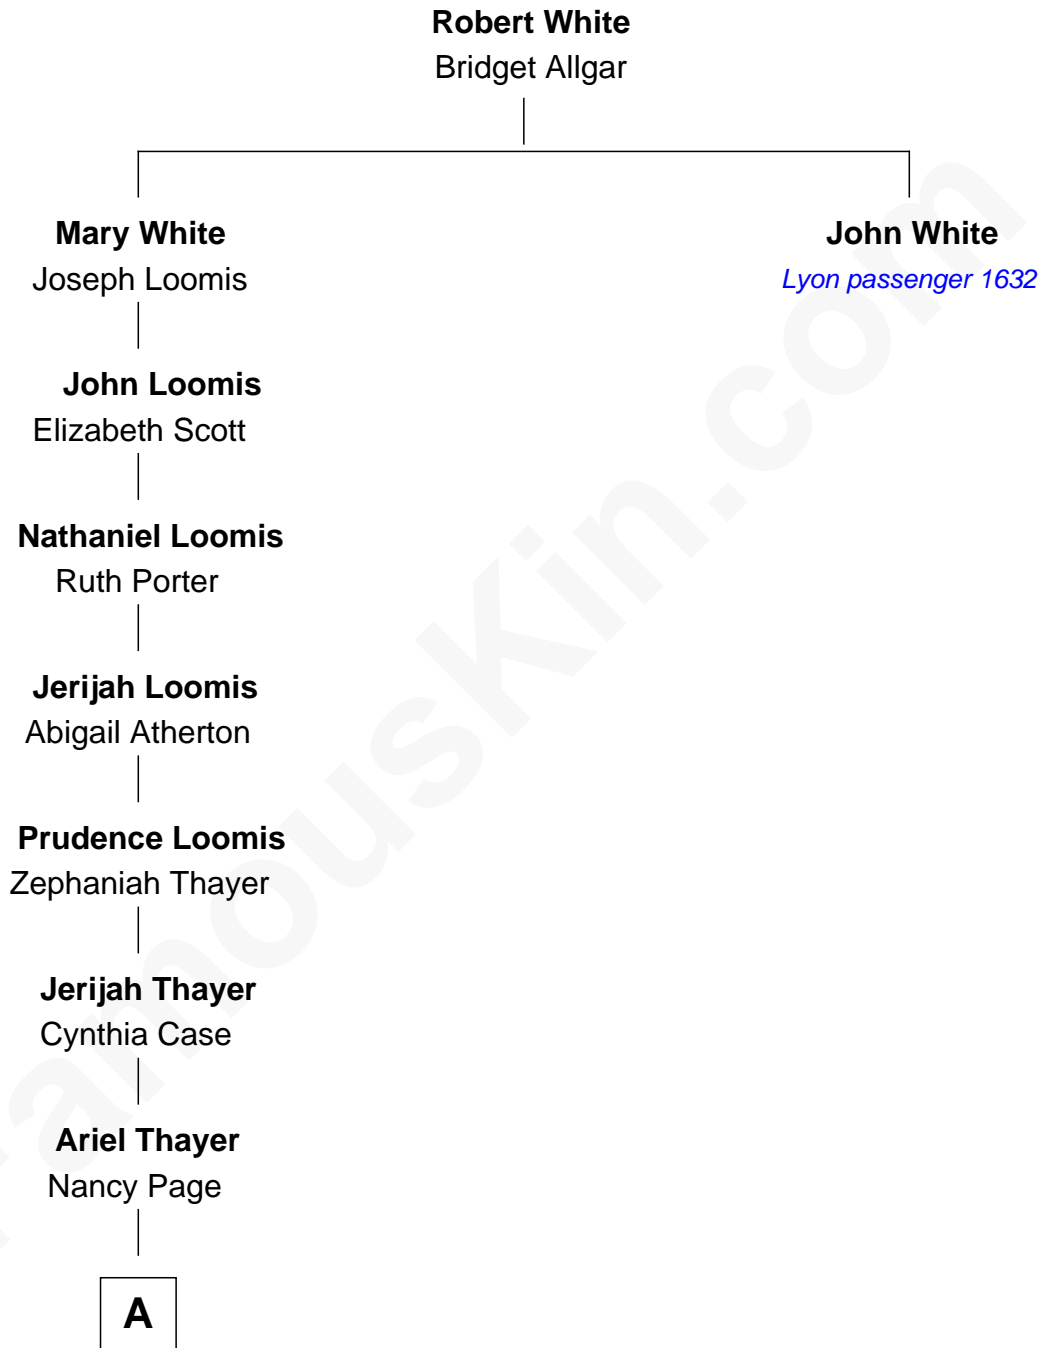 Robert White
Bridget Allgar
Mary White
Joseph Loomis
John White
Lyon passenger 1632
John Loomis
Elizabeth Scott
Nathaniel Loomis
Ruth Porter
Jerijah Loomis
Abigail Atherton
Prudence Loomis
Zephaniah Thayer
Jerijah Thayer
Cynthia Case
Ariel Thayer
Nancy Page
A
FamousKin.com